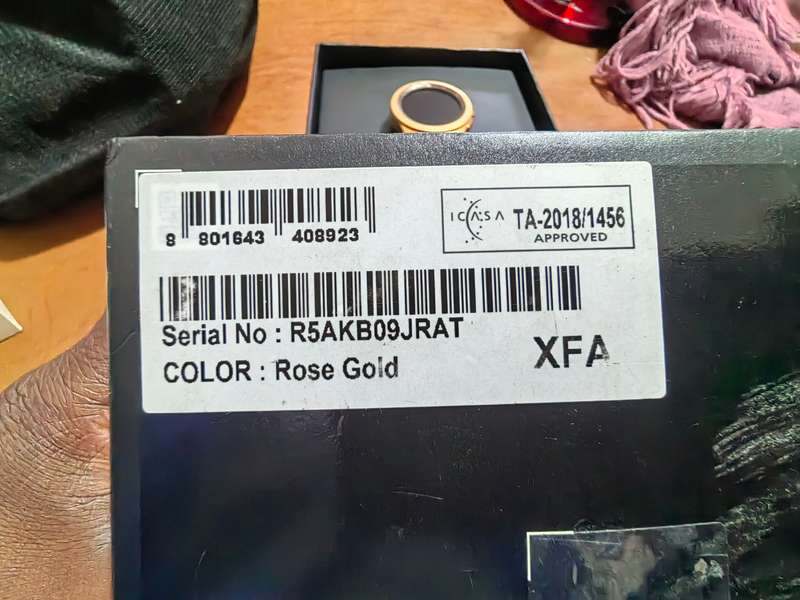 8 801643 408923
ICASA TA-2018/1456
APPROVED
Serial No : R5AKB09JRAT
COLOR : Rose Gold
XFA